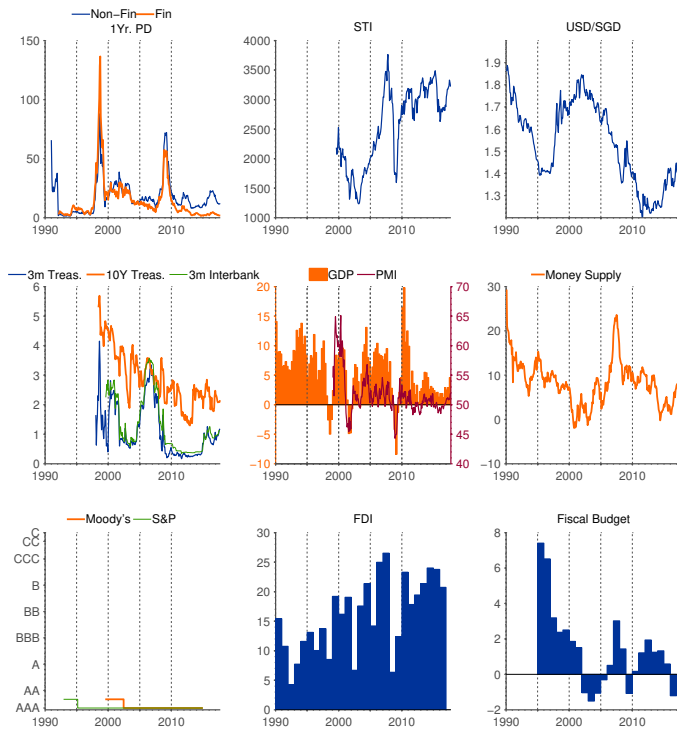 Non−Fin Fin
1Yr. PD
150
100
50
0
1990 2000 2010
STI
4000
3500
3000
2500
2000
1500
1000
1990 2000 2010
USD/SGD
1.9
1.8
1.7
1.6
1.5
1.4
1.3
1990 2000 2010
3m Treas. 10Y Treas. 3m Interbank
6
5
4
3
2
1
0
1990 2000 2010
GDP PMI
20
15
10
5
0
−5
−10
70
65
60
55
50
45
40
1990 2000 2010
Money Supply
30
20
10
0
−10
1990 2000 2010
Moody's S&P
C
CC
CCC
B
BB
BBB
A
AA
AAA
1990 2000 2010
FDI
30
25
20
15
10
5
0
1990 2000 2010
Fiscal Budget
8
6
4
2
0
−2
1990 2000 2010